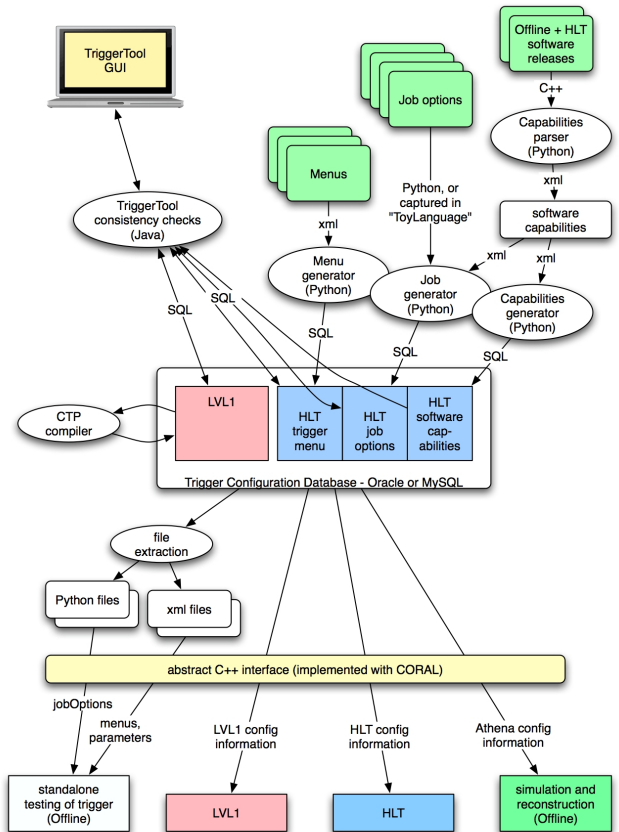 TriggerTool
GUI
Offline + HLT
software
releases
Job options
C++
Capabilities
parser
(Python)
Menus
Python, or
captured in
"ToyLanguage"
xml
software
capabilities
TriggerTool
consistency checks
(Java)
xml
xml
xml
Menu
generator
(Python)
Job
generator
(Python)
Capabilities
generator
(Python)
SQL
SQL
SQL
SQL
SQL
LVL1
HLT
trigger
menu
HLT
job
options
HLT
software
cap-
abilities
CTP
compiler
Trigger Configuration Database - Oracle or MySQL
file
extraction
Python files
xml files
abstract C++ interface (implemented with CORAL)
jobOptions
menus,
parameters
LVL1 config
information
HLT config
information
Athena config
information
standalone
testing of trigger
(Offline)
LVL1
HLT
simulation and
reconstruction
(Offline)